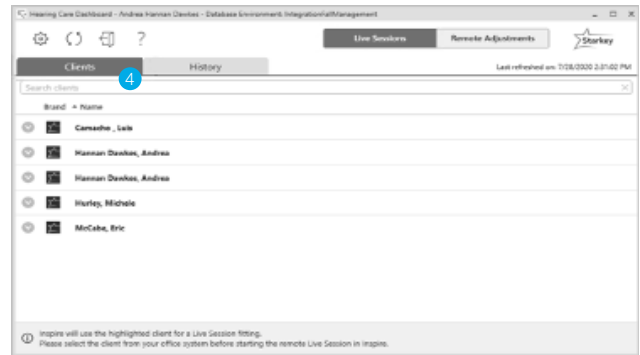 Hearing Care Dashboard - Andrea Hannan Dawkes - Database Environment: IntegrationFallManagement
?
Live Sessions Remote Adjustments Starkey
Clients History Last refreshed on: 7/28/2020 2:31:02 PM
4
Search clients
Brand Name
Camacho , Luis
Hannan Dawkes, Andrea
Hannan Dawkes, Andrea
Hurley, Michele
McCabe, Eric
Inspire will use the highlighted client for a Live Session fitting.
Please select the client from your office system before starting the remote Live Session in Inspire.